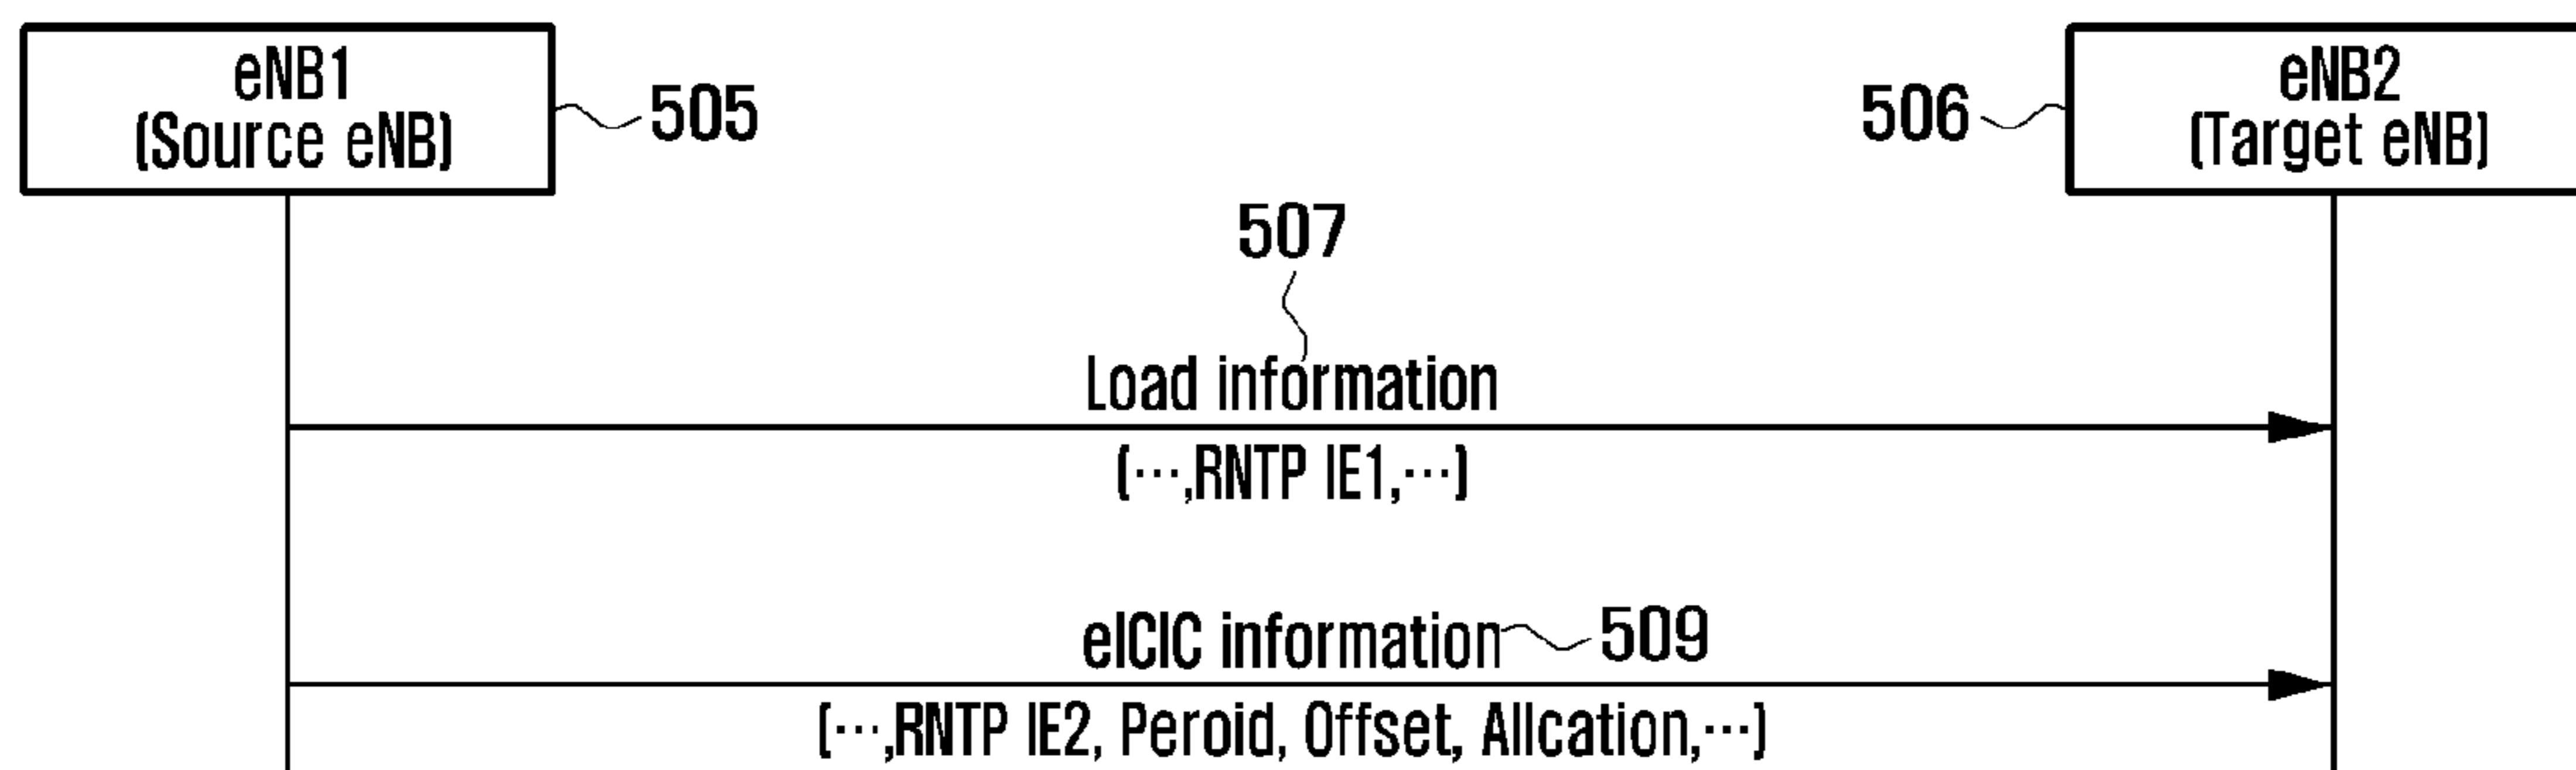 eNB1
(Source eNB)
505
506
eNB2
(Target eNB)
507
Load information
(···,RNTP IE1,···)
eICIC information
509
(···,RNTP IE2, Peroid, Offset, Allcation,···)